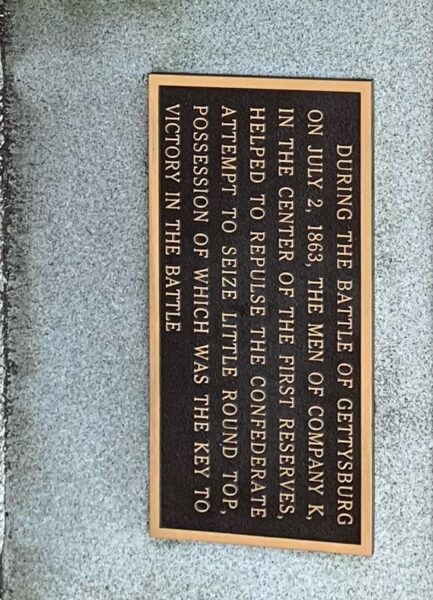 DURING THE BATTLE OF GETTYSBURG
ON JULY 2, 1863, THE MEN OF COMPANY K,
IN THE CENTER OF THE FIRST RESERVES,
HELPED TO REPULSE THE CONFEDERATE
ATTEMPT TO SEIZE LITTLE ROUND TOP,
POSSESSION OF WHICH WAS THE KEY TO
VICTORY IN THE BATTLE